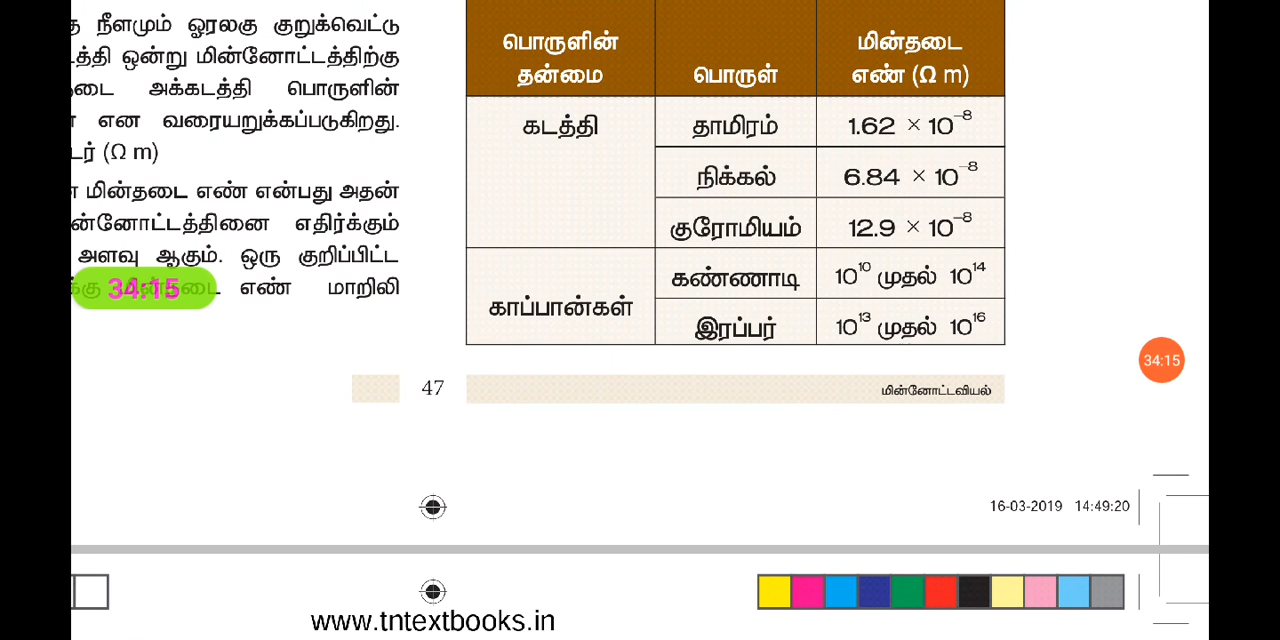 நீளமும் ஓரலகு குறுக்வெட்டு
ஒன்று மின்னோட்டத்திற்கு
அக்கடத்தி பொருளின்
என வரையறுக்கப்படுகிறது.
(Ω m)
மின்தடை எண் என்பது அதன்
எதிர்க்கும்
அளவு ஆகும். ஒரு குறிப்பிட்ட
எண் மாறிலி
34:15
பொருளின் தன்மை பொருள் மின்தடை எண் (Ω m)
கடத்தி தாமிரம் 1.62 × 10⁻⁸
நிக்கல் 6.84 × 10⁻⁸
குரோமியம் 12.9 × 10⁻⁸
காப்பான்கள் கண்ணாடி 10¹⁰ முதல் 10¹⁴
இரப்பர் 10¹³ முதல் 10¹⁶
34:15
47 மின்னோட்டவியல்
16-03-2019 14:49:20
www.tntextbooks.in